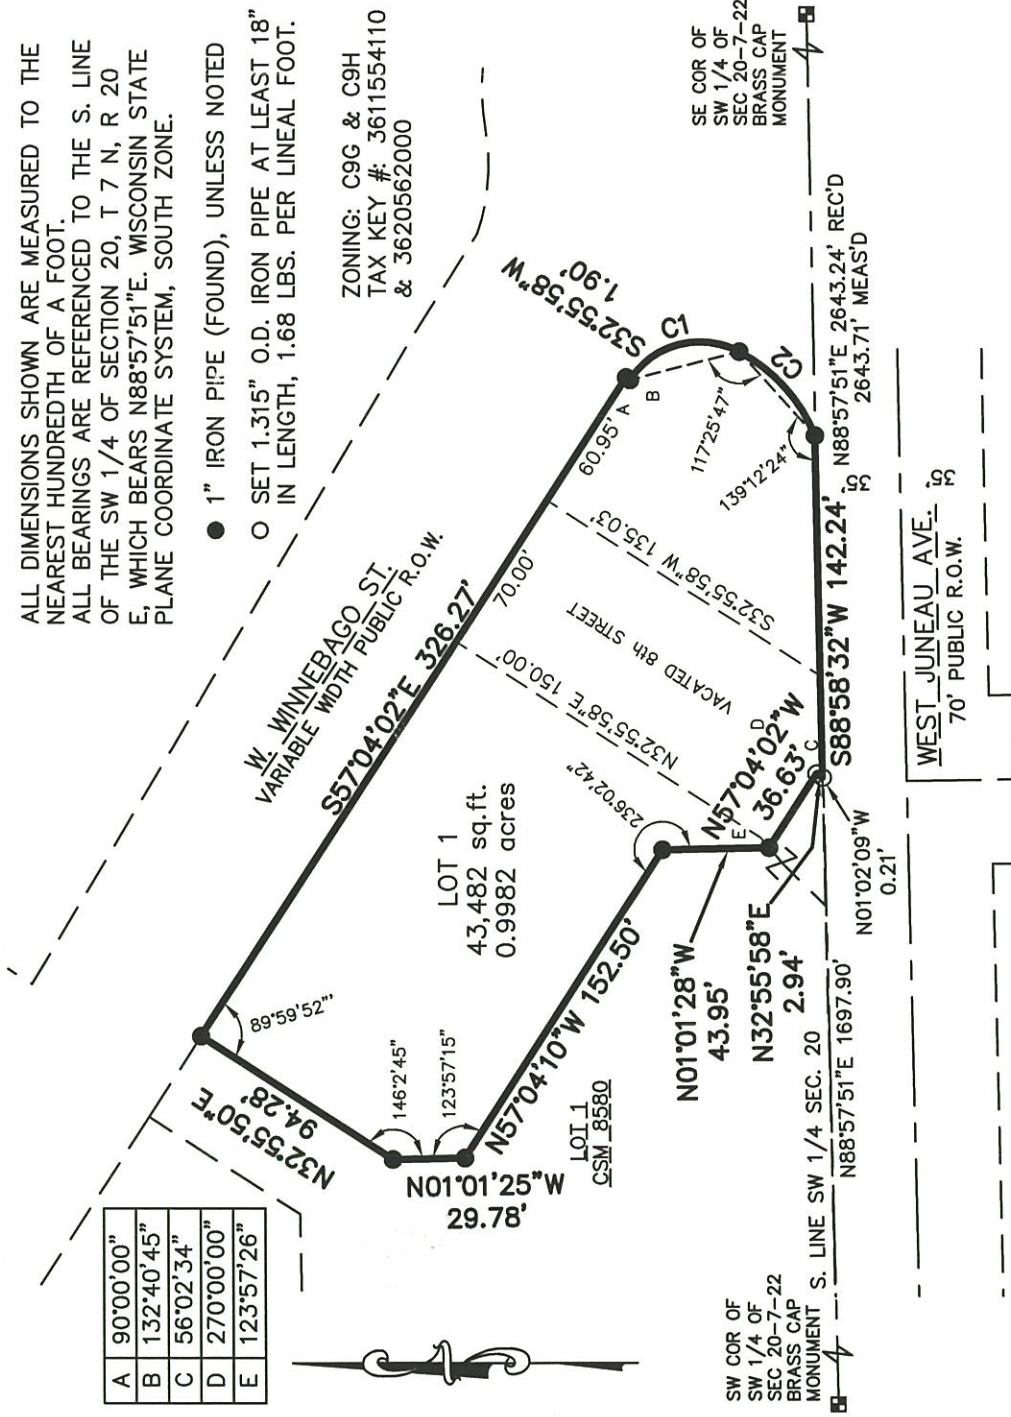 ALL DIMENSIONS SHOWN ARE MEASURED TO THE
NEAREST HUNDREDTH OF A FOOT.
ALL BEARINGS ARE REFERENCED TO THE S. LINE
OF THE SW 1/4 OF SECTION 20, T 7 N, R 20
E, WHICH BEARS N88°57'51"E. WISCONSIN STATE
PLANE COORDINATE SYSTEM, SOUTH ZONE.
1" IRON PIPE (FOUND), UNLESS NOTED
SET 1.315" O.D. IRON PIPE AT LEAST 18"
IN LENGTH, 1.68 LBS. PER LINEAL FOOT.
ZONING: C9G & C9H
TAX KEY #: 3611554110
& 3620562000
A 90°00'00"
B 132°40'45"
C 56°02'34"
D 270°00'00"
E 123°57'26"
W. WINNEBAGO ST.
VARIABLE WIDTH PUBLIC R.O.W.
S57°04'02"E 326.27'
70.00'
60.95'
A
B
S32°55'58"W
1.90'
C1
C2
117°25'47"
139°12'24"
S32°55'58"W 135.03'
VACATED 8th STREET
N32°55'58"E 150.00'
LOT 1
43,482 sq.ft.
0.9982 acres
89°59'52"
N32°55'50"E
94.28'
146°2'45"
123°57'15"
N01°01'25"W
29.78'
N57°04'10"W 152.50'
LOT 1
CSM 8580
236°02'42"
E
D
C
N57°04'02"W
36.63'
N01°01'28"W
43.95'
N32°55'58"E
2.94'
S88°58'32"W 142.24'
N01°02'09"W
0.21'
35'
N88°57'51"E 2643.24' REC'D
2643.71' MEAS'D
SE COR OF
SW 1/4 OF
SEC 20-7-22
BRASS CAP
MONUMENT
SW COR OF
SW 1/4 OF
SEC 20-7-22
BRASS CAP
MONUMENT
S. LINE SW 1/4 SEC. 20
N88°57'51"E 1697.90'
WEST JUNEAU AVE.
70' PUBLIC R.O.W.
35'